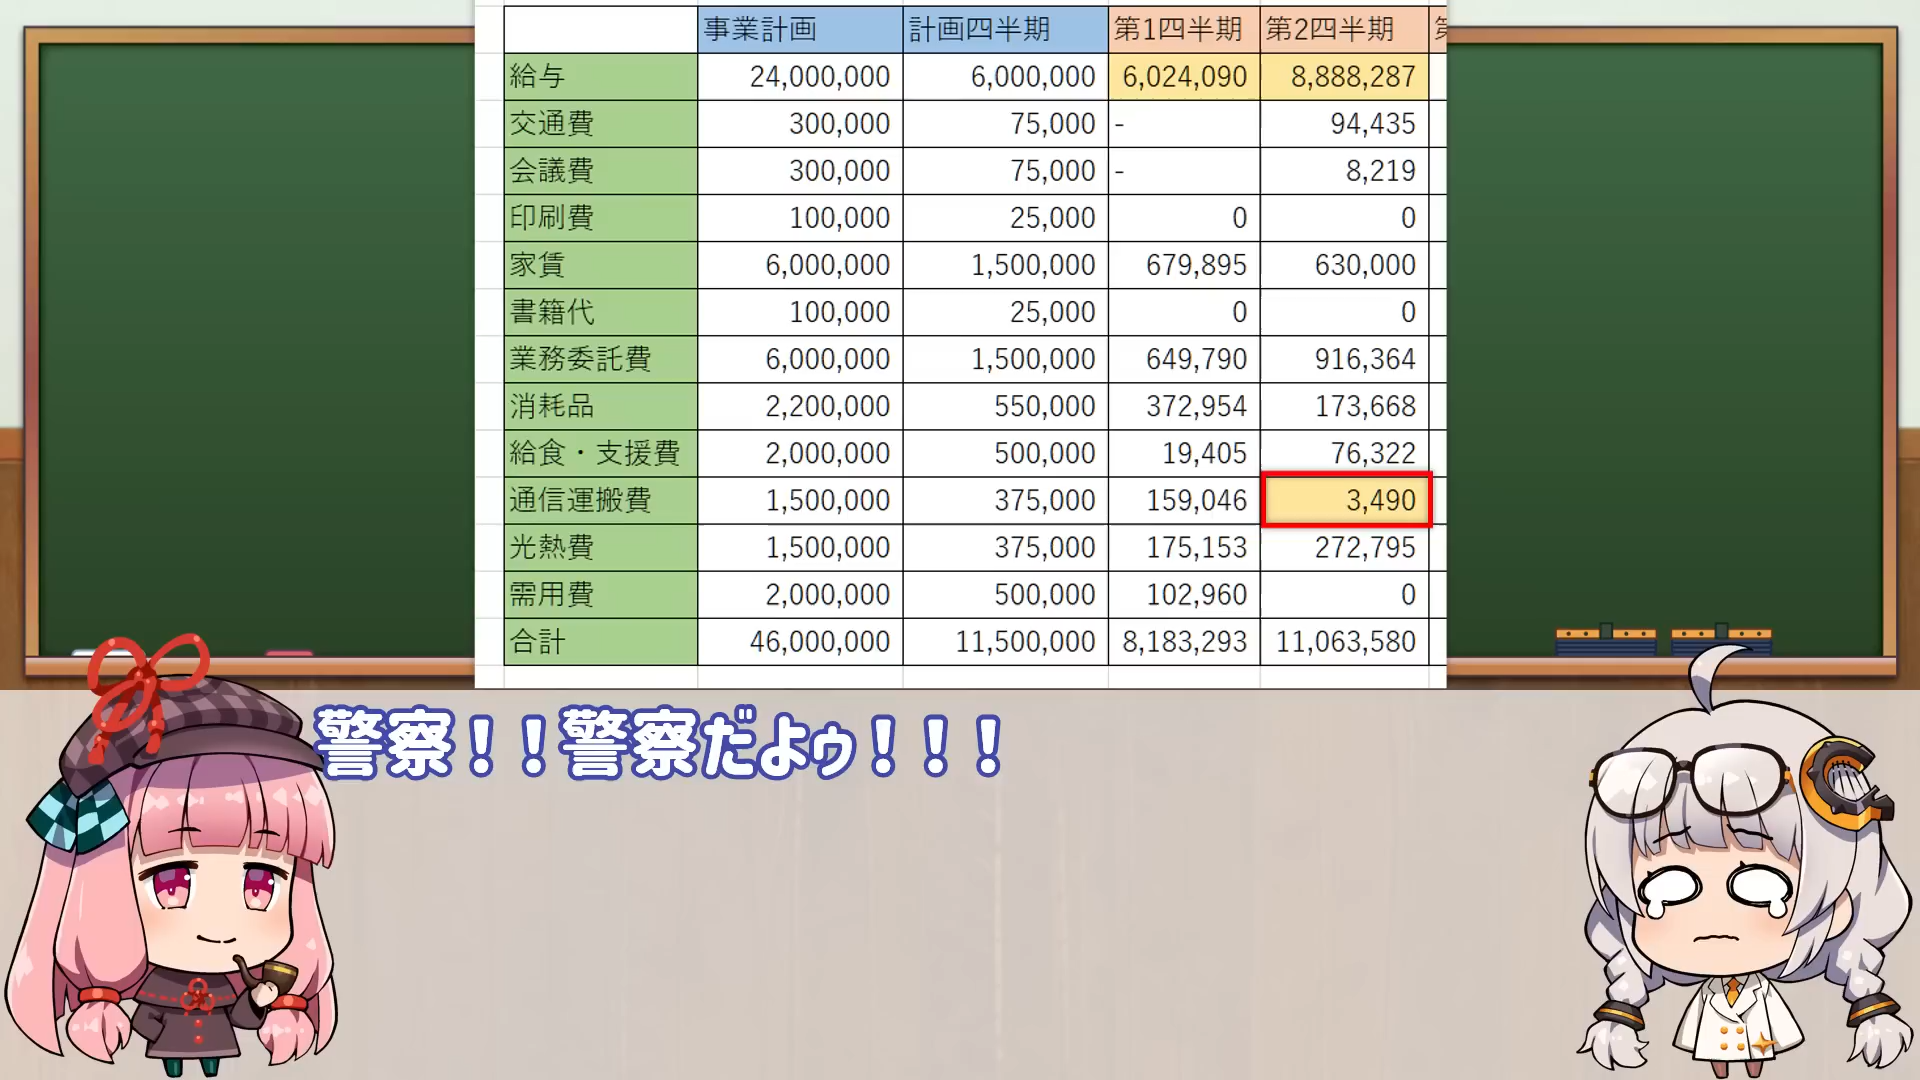 事業計画 計画四半期 第1四半期 第2四半期
給与 24,000,000 6,000,000 6,024,090 8,888,287
交通費 300,000 75,000 - 94,435
会議費 300,000 75,000 - 8,219
印刷費 100,000 25,000 0 0
家賃 6,000,000 1,500,000 679,895 630,000
書籍代 100,000 25,000 0 0
業務委託費 6,000,000 1,500,000 649,790 916,364
消耗品 2,200,000 550,000 372,954 173,668
給食・支援費 2,000,000 500,000 19,405 76,322
通信運搬費 1,500,000 375,000 159,046 3,490
光熱費 1,500,000 375,000 175,153 272,795
需用費 2,000,000 500,000 102,960 0
合計 46,000,000 11,500,000 8,183,293 11,063,580
警察！！警察だよゥ！！！